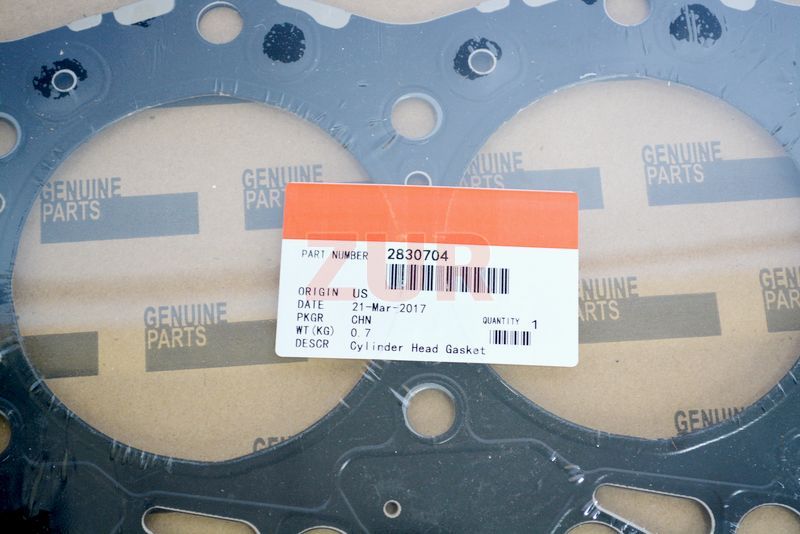 GENUINE
PARTS
GENUINE
PARTS
PARTS
GENUINE
PARTS
PART NUMBER 2830704
ZUR
ORIGIN US
DATE 21-Mar-2017
PKGR CHN
WT(KG) 0.7
DESCR Cylinder Head Gasket
QUANTITY 1
GENUINE
PARTS
GENUINE
PARTS
GENUINE
PARTS
GENUINE
GENUINE
PARTS